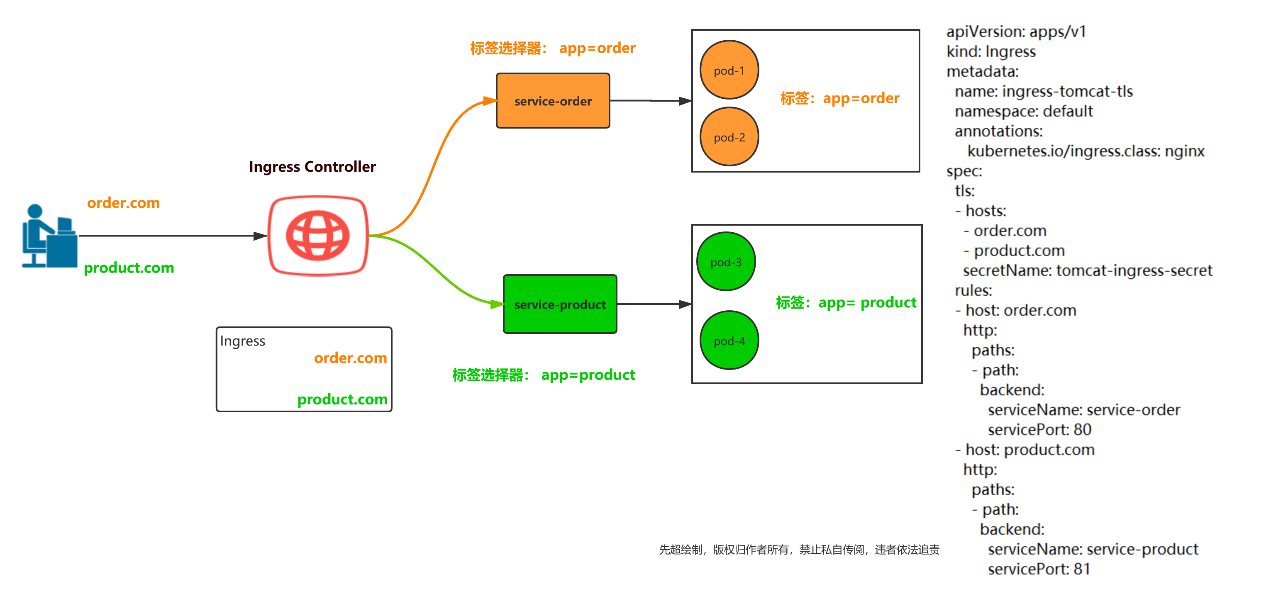 标签选择器： app=order
service-order
pod-1
pod-2
标签：app=order
Ingress Controller
order.com
product.com
service-product
pod-3
pod-4
标签：app= product
标签选择器： app=product
Ingress
order.com
product.com
先超绘制，版权归作者所有，禁止私自传阅，违者依法追责
apiVersion: apps/v1
kind: Ingress
metadata:
  name: ingress-tomcat-tls
  namespace: default
  annotations:
    kubernetes.io/ingress.class: nginx
spec:
  tls:
  - hosts:
    - order.com
    - product.com
    secretName: tomcat-ingress-secret
  rules:
  - host: order.com
    http:
      paths:
      - path:
        backend:
          serviceName: service-order
          servicePort: 80
  - host: product.com
    http:
      paths:
      - path:
        backend:
          serviceName: service-product
          servicePort: 81